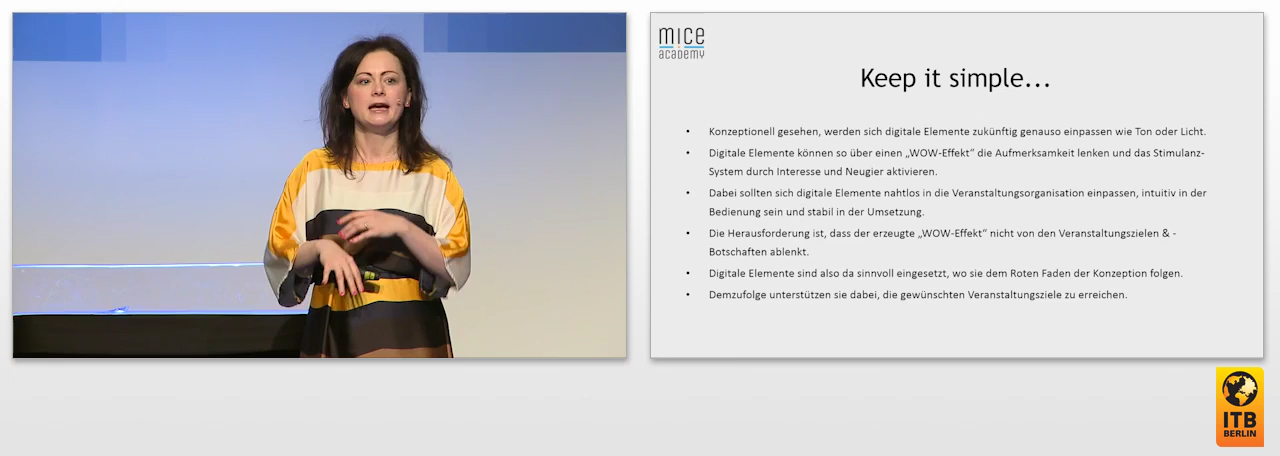 mice
academy
Keep it simple...
• Konzeptionell gesehen, werden sich digitale Elemente zukünftig genauso einpassen wie Ton oder Licht.
• Digitale Elemente können so über einen „WOW-Effekt“ die Aufmerksamkeit lenken und das Stimulanz-
System durch Interesse und Neugier aktivieren.
• Dabei sollten sich digitale Elemente nahtlos in die Veranstaltungsorganisation einpassen, intuitiv in der
Bedienung sein und stabil in der Umsetzung.
• Die Herausforderung ist, dass der erzeugte „WOW-Effekt“ nicht von den Veranstaltungszielen & -
Botschaften ablenkt.
• Digitale Elemente sind also da sinnvoll eingesetzt, wo sie dem Roten Faden der Konzeption folgen.
• Demzufolge unterstützen sie dabei, die gewünschten Veranstaltungsziele zu erreichen.
ITB
BERLIN